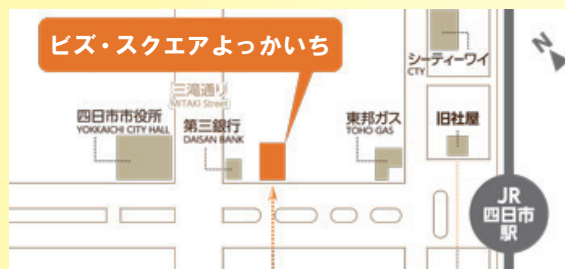 ビズ・スクエアよっかいち
シーティーワイ
CTY
N
三滝通り
MITAKI Street
四日市市役所
YOKKAICHI CITY HALL
第三銀行
DAISAN BANK
東邦ガス
TOHO GAS
旧社屋
JR
四日市
駅